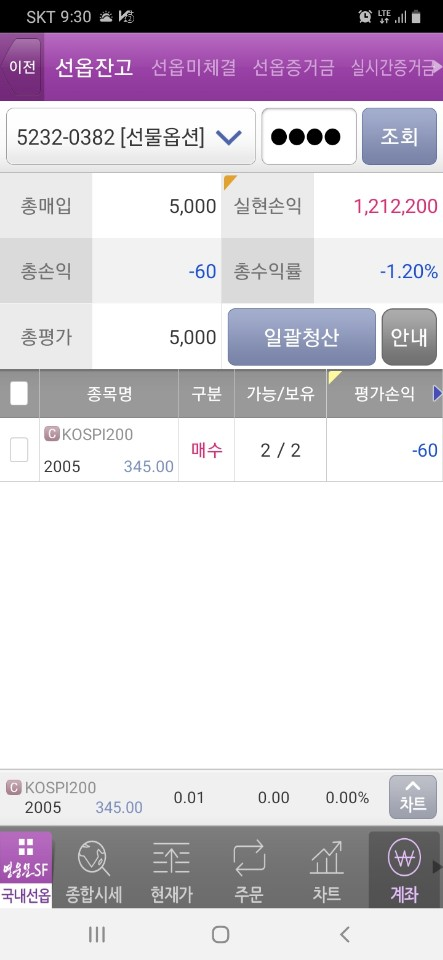 SKT 9:30 LTE
이전 선옵잔고 선옵미체결 선옵증거금 실시간증거금
5232-0382 [선물옵션] 조회
총매입 5,000 실현손익 1,212,200
총손익 -60 총수익률 -1.20%
총평가 5,000 일괄청산 안내
종목명 구분 가능/보유 평가손익
C KOSPI200
2005 345.00 매수 2 / 2 -60
C KOSPI200
2005 345.00 0.01 0.00 0.00% 차트
영웅문SF
국내선옵 종합시세 현재가 주문 차트 계좌